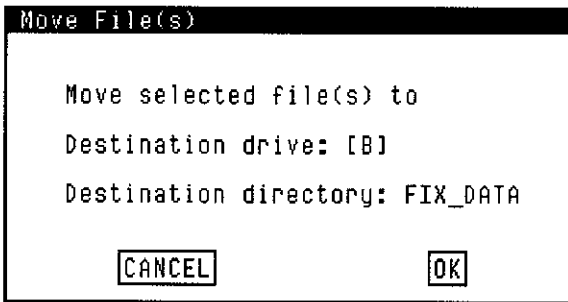 Move File(s)
Move selected file(s) to
Destination drive: [B]
Destination directory: FIX_DATA
CANCEL OK